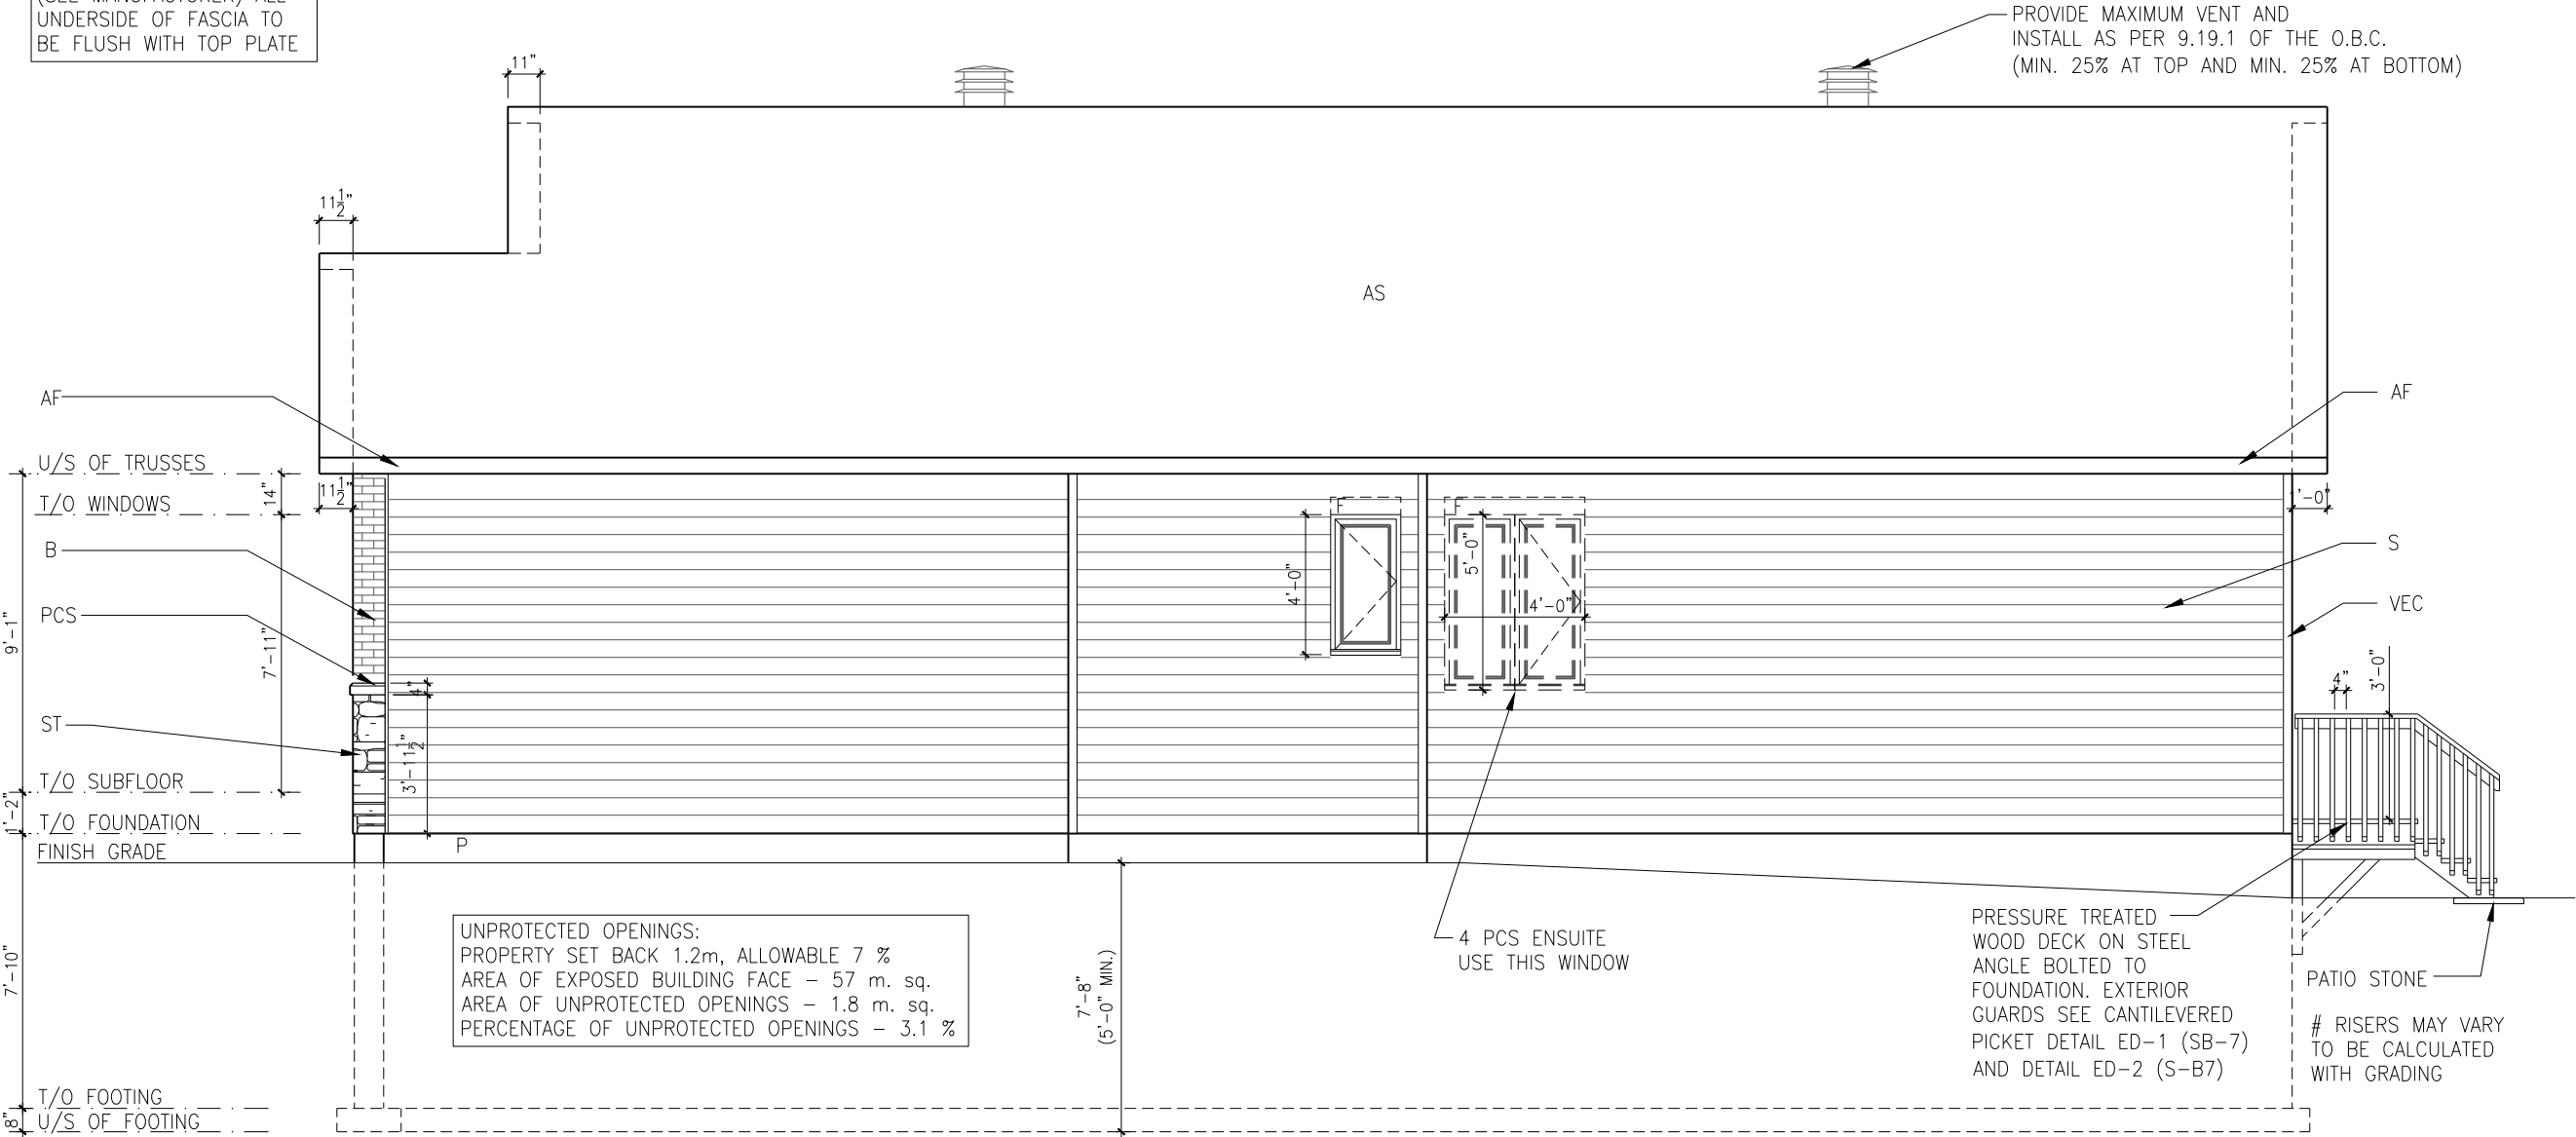 UNDERSIDE OF FASCIA TO
BE FLUSH WITH TOP PLATE
PROVIDE MAXIMUM VENT AND
INSTALL AS PER 9.19.1 OF THE O.B.C.
(MIN. 25% AT TOP AND MIN. 25% AT BOTTOM)
11"
11 1/2"
AS
AF
AF
U/S OF TRUSSES
T/O WINDOWS
14"
11 1/2"
F
F
1'-0"
B
S
PCS
VEC
9'-1"
7'-11"
4'-0"
5'-0"
4'-0"
4"
3'-11 1/2"
4"
3'-0"
ST
T/O SUBFLOOR
1'-2"
T/O FOUNDATION
FINISH GRADE
P
UNPROTECTED OPENINGS:
PROPERTY SET BACK 1.2m, ALLOWABLE 7 %
AREA OF EXPOSED BUILDING FACE – 57 m. sq.
AREA OF UNPROTECTED OPENINGS – 1.8 m. sq.
PERCENTAGE OF UNPROTECTED OPENINGS – 3.1 %
7'-10"
7'-8"
(5'-0" MIN.)
4 PCS ENSUITE
USE THIS WINDOW
PRESSURE TREATED
WOOD DECK ON STEEL
ANGLE BOLTED TO
FOUNDATION. EXTERIOR
GUARDS SEE CANTILEVERED
PICKET DETAIL ED-1 (SB-7)
AND DETAIL ED-2 (S-B7)
PATIO STONE
# RISERS MAY VARY
TO BE CALCULATED
WITH GRADING
T/O FOOTING
8"
U/S OF FOOTING